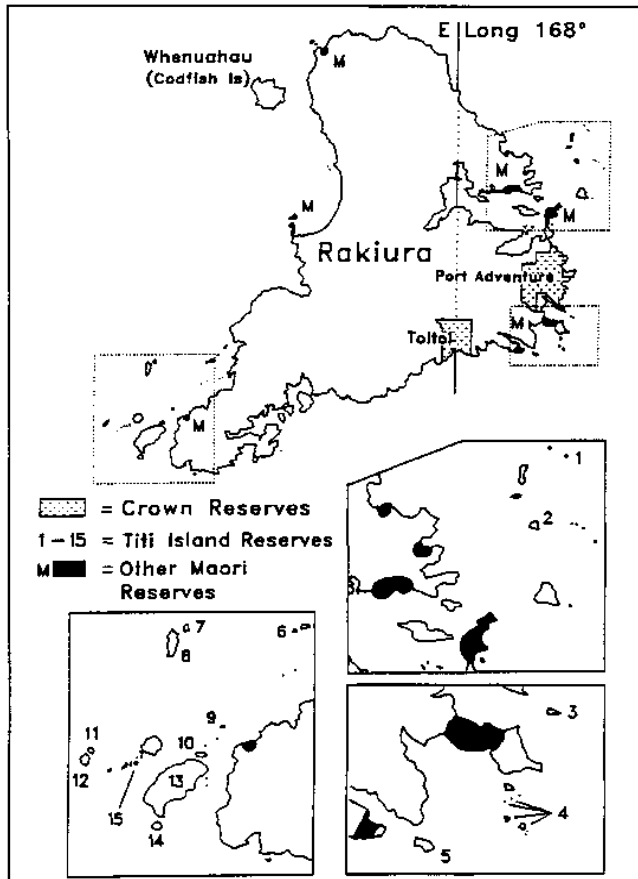 E Long 168°
Whenuahau
(Codfish Is)
M
M
M
M
Rakiura
Port Adventure
Toitoi
M
M
= Crown Reserves
1-15 = Titi Island Reserves
M = Other Maori
Reserves
1
2
3
4
5
6
7
8
9
10
11
12
13
14
15